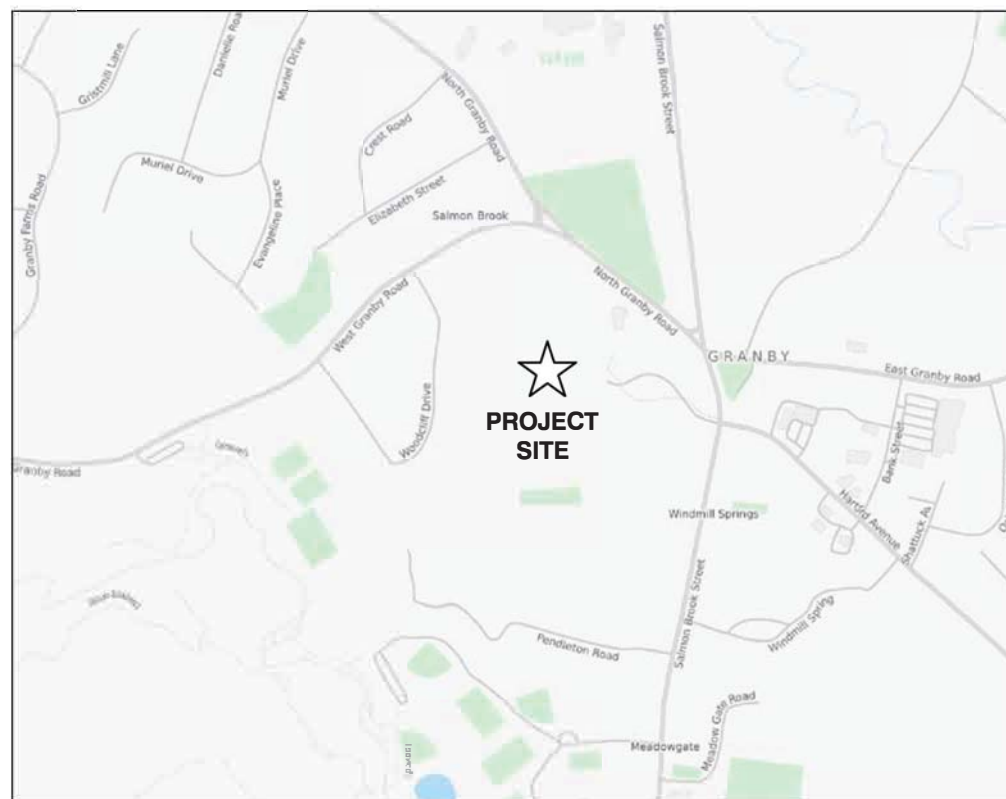 Gristmill Lane
Danielle Roa
Muriel Drive
North Granby Road
Salmon Brook Street
Crest Road
Muriel Drive
Elizabeth Street
Granby Farms Road
Evangeline Place
Salmon Brook
North Granby Road
West Granby Road
GRANBY
East Granby Road
PROJECT
SITE
Woodcliff Drive
Bank Street
Granby Road
Windmill Springs
Hartford Avenue
Shattuck As
Salmon Brook Street
Windmill Spring
Pendleton Road
Meadow Gate Road
Meadowgate